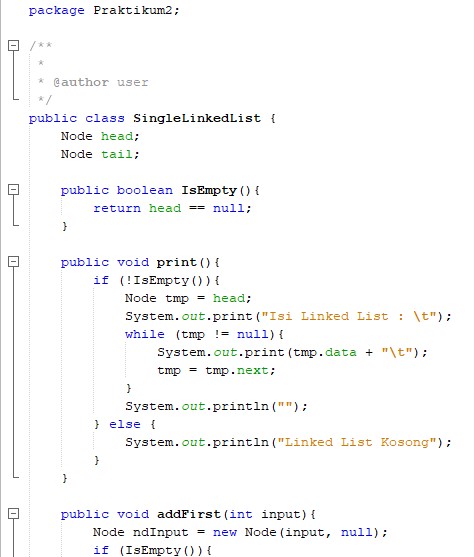 package Praktikum2;
/**
 *
 * @author user
 */
public class SingleLinkedList {
    Node head;
    Node tail;
    public boolean IsEmpty(){
        return head == null;
    }
    public void print(){
        if (!IsEmpty()){
            Node tmp = head;
            System.out.print("Isi Linked List : \t");
            while (tmp != null){
                System.out.print(tmp.data + "\t");
                tmp = tmp.next;
            }
            System.out.println("");
        } else {
            System.out.println("Linked List Kosong");
        }
    }
    public void addFirst(int input){
        Node ndInput = new Node(input, null);
        if (IsEmpty()){